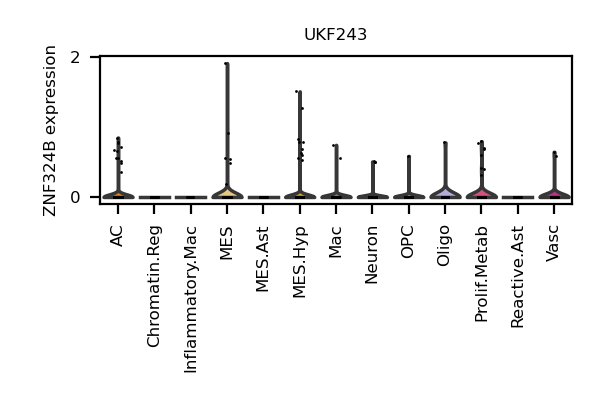 UKF243
ZNF324B expression
2
0
AC
Chromatin.Reg
Inflammatory.Mac
MES
MES.Ast
MES.Hyp
Mac
Neuron
OPC
Oligo
Prolif.Metab
Reactive.Ast
Vasc